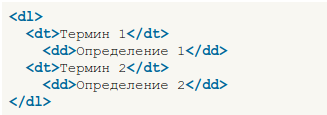 <dl>
<dt>Термин 1</dt>
<dd>Определение 1</dd>
<dt>Термин 2</dt>
<dd>Определение 2</dd>
</dl>